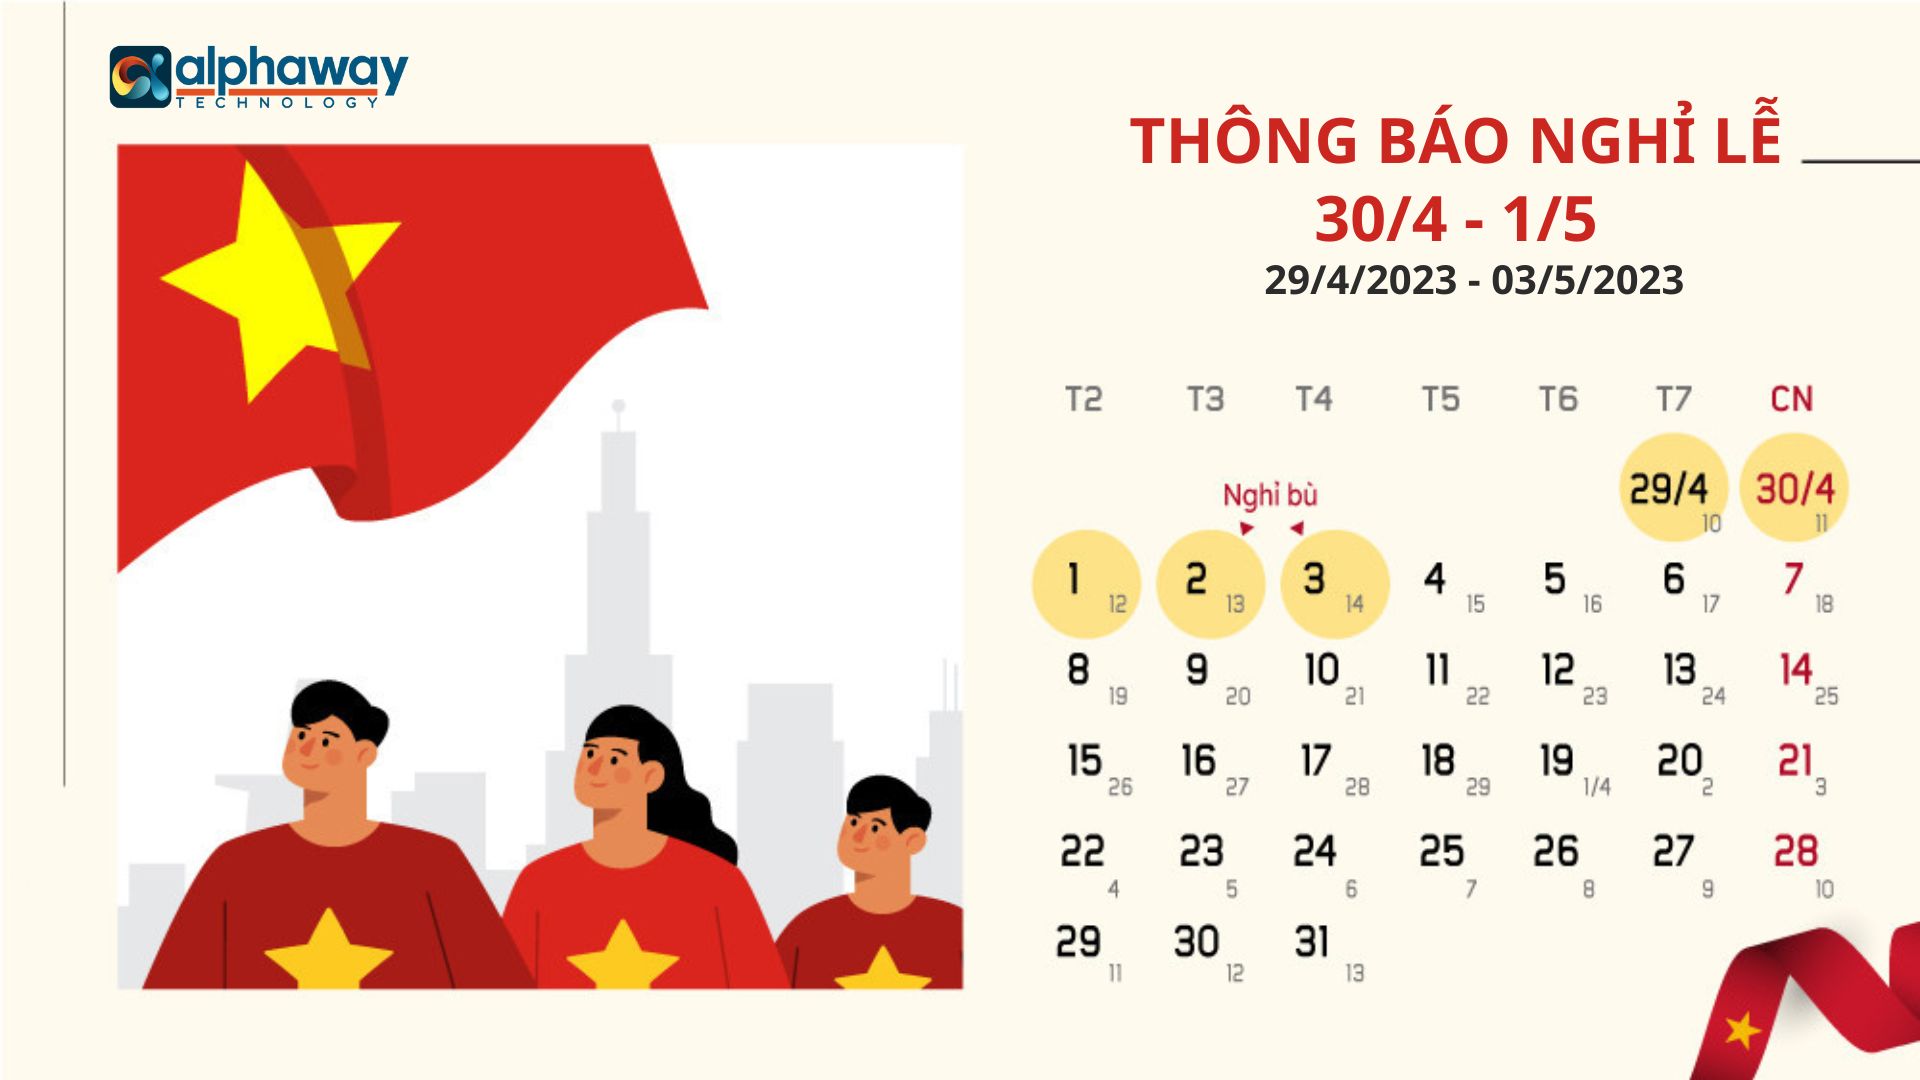 alphaway
TECHNOLOGY
THÔNG BÁO NGHỈ LỄ
30/4 - 1/5
29/4/2023 - 03/5/2023
T2 T3 T4 T5 T6 T7 CN
29/4 30/4
10 11
Nghỉ bù
1 2 3 4 5 6 7
12 13 14 15 16 17 18
8 9 10 11 12 13 14
19 20 21 22 23 24 25
15 16 17 18 19 20 21
26 27 28 29 1/4 2 3
22 23 24 25 26 27 28
4 5 6 7 8 9 10
29 30 31
11 12 13